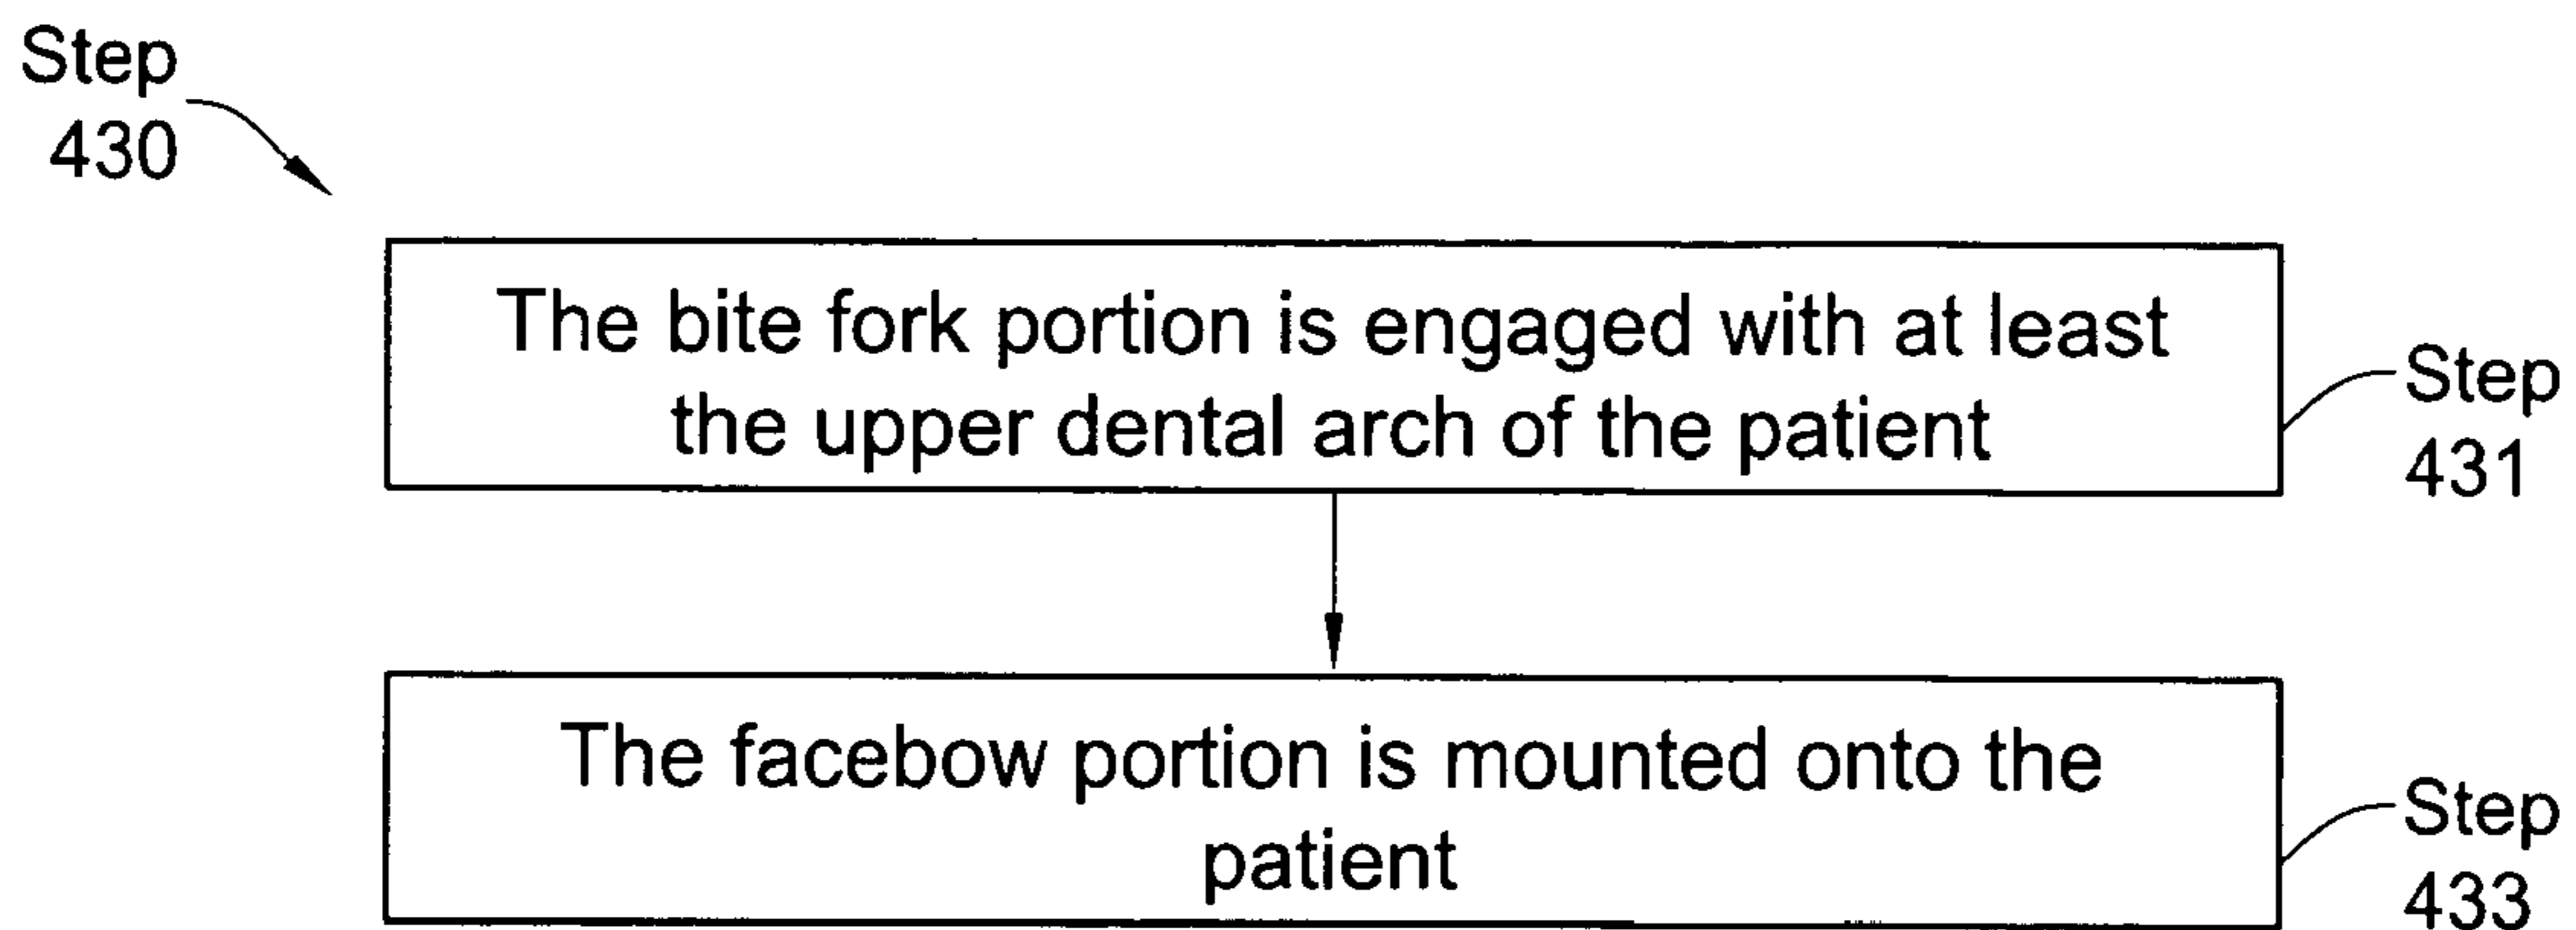 Step
430
The bite fork portion is engaged with at least
the upper dental arch of the patient
Step
431
The facebow portion is mounted onto the
patient
Step
433